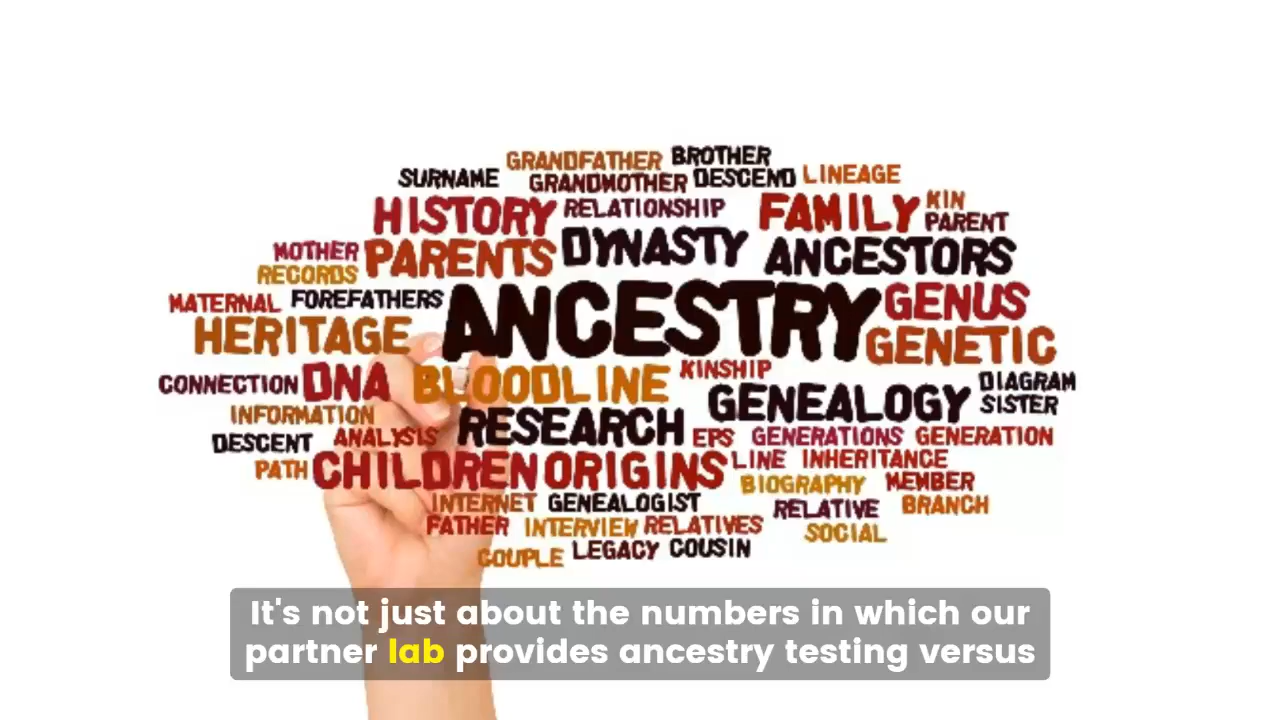 GRANDFATHER BROTHER
SURNAME GRANDMOTHER DESCEND LINEAGE
HISTORY RELATIONSHIP FAMILY KIN
PARENT
MOTHER PARENTS DYNASTY ANCESTORS
RECORDS
MATERNAL FOREFATHERS ANCESTRY GENUS
HERITAGE GENETIC
CONNECTION DNA BLOODLINE KINSHIP GENEALOGY DIAGRAM
SISTER
INFORMATION
DESCENT ANALYSIS RESEARCH EPS GENERATIONS GENERATION
PATH CHILDREN ORIGINS LINE INHERITANCE
BIOGRAPHY MEMBER
INTERNET GENEALOGIST RELATIVE BRANCH
FATHER INTERVIEW RELATIVES SOCIAL
COUPLE LEGACY COUSIN
It's not just about the numbers in which our
partner lab provides ancestry testing versus